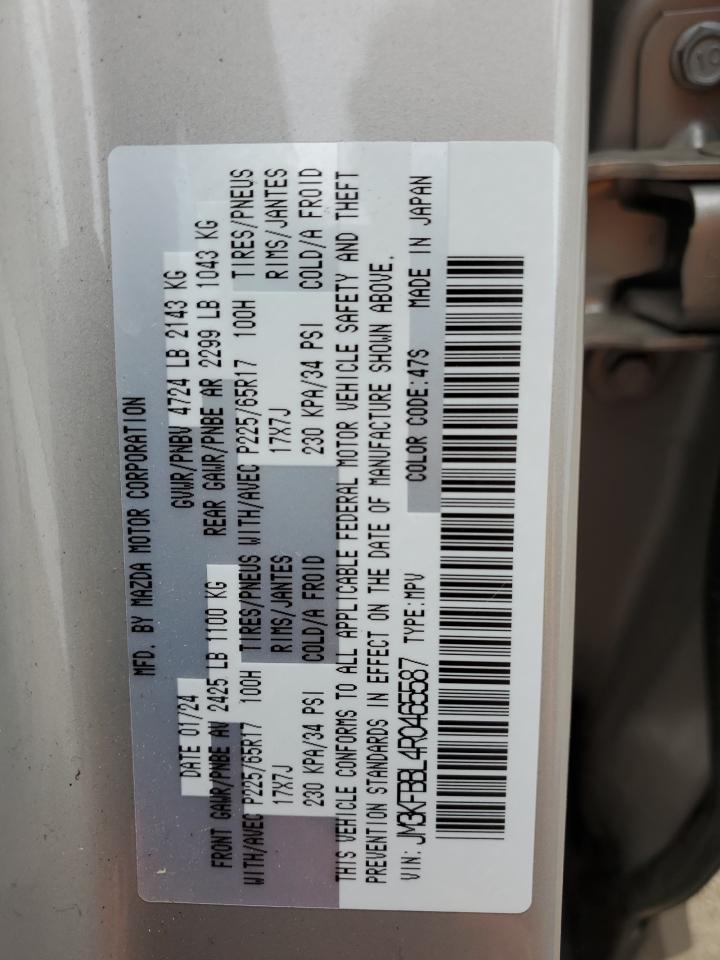 MFD. BY MAZDA MOTOR CORPORATION
DATE 01/24 GVWR/PNBV 4724 LB 2143 KG
FRONT GAWR/PNBE AV 2425 LB 1100 KG REAR GAWR/PNBE AR 2299 LB 1043 KG
WITH/AVEC P225/65R17 100H TIRES/PNEUS WITH/AVEC P225/65R17 100H TIRES/PNEUS
17X7J RIMS/JANTES 17X7J RIMS/JANTES
230 KPA/34 PSI COLD/A FROID 230 KPA/34 PSI COLD/A FROID
THIS VEHICLE CONFORMS TO ALL APPLICABLE FEDERAL MOTOR VEHICLE SAFETY AND THEFT
PREVENTION STANDARDS IN EFFECT ON THE DATE OF MANUFACTURE SHOWN ABOVE.
VIN: JM3KFBBL4R0465587 TYPE:MPV COLOR CODE:47S MADE IN JAPAN
10